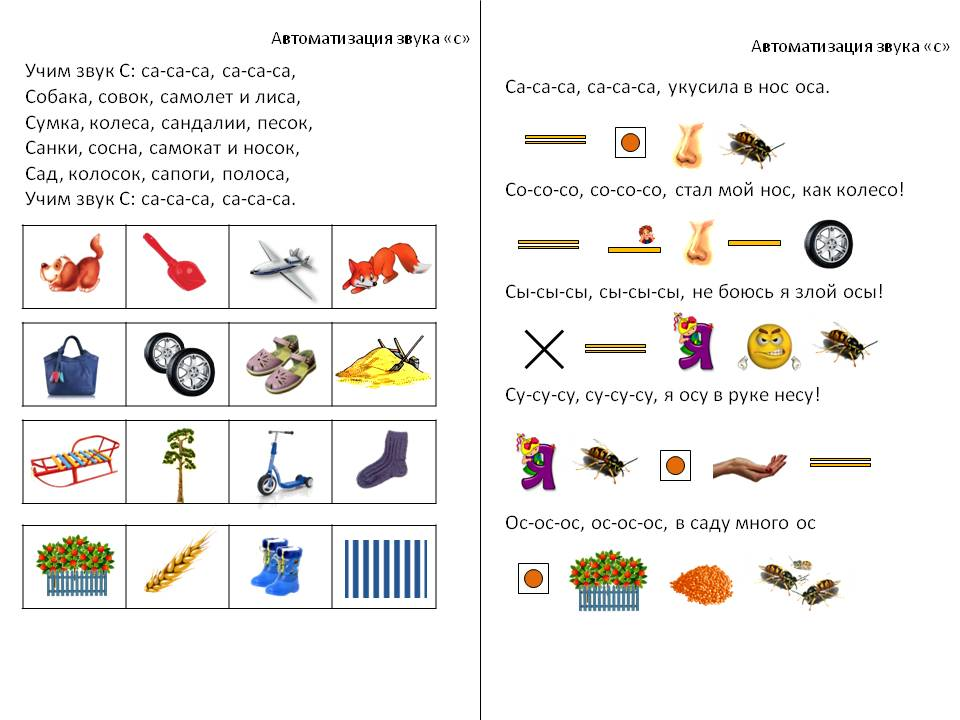 Автоматизация звука «с»
Учим звук С: са-са-са, са-са-са,
Собака, совок, самолет и лиса,
Сумка, колеса, сандалии, песок,
Санки, сосна, самокат и носок,
Сад, колосок, сапоги, полоса,
Учим звук С: са-са-са, са-са-са.
Автоматизация звука «с»
Са-са-са, са-са-са, укусила в нос оса.
Со-со-со, со-со-со, стал мой нос, как колесо!
Сы-сы-сы, сы-сы-сы, не боюсь я злой осы!
Я
Су-су-су, су-су-су, я осу в руке несу!
Я
Ос-ос-ос, ос-ос-ос, в саду много ос